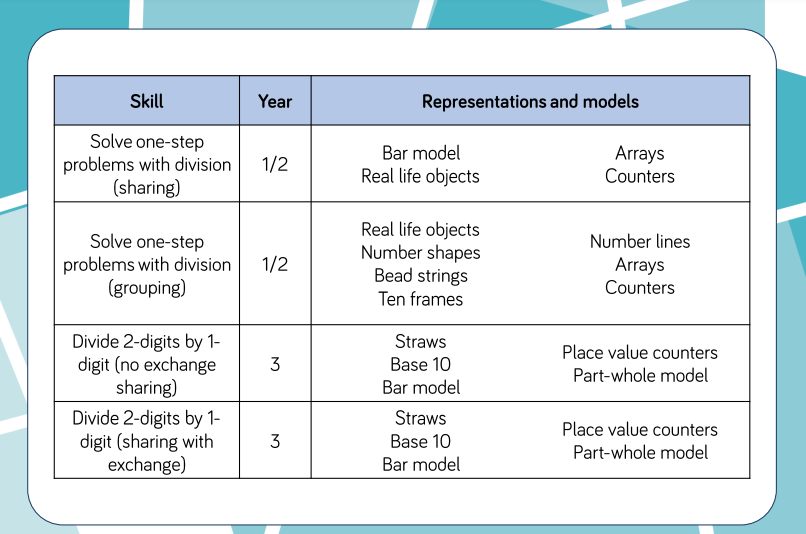 Skill
Year
Representations and models
Solve one-step
problems with division
(sharing)
1/2
Bar model
Real life objects
Arrays
Counters
Solve one-step
problems with division
(grouping)
1/2
Real life objects
Number shapes
Bead strings
Ten frames
Number lines
Arrays
Counters
Divide 2-digits by 1-
digit (no exchange
sharing)
3
Straws
Base 10
Bar model
Place value counters
Part-whole model
Divide 2-digits by 1-
digit (sharing with
exchange)
3
Straws
Base 10
Bar model
Place value counters
Part-whole model